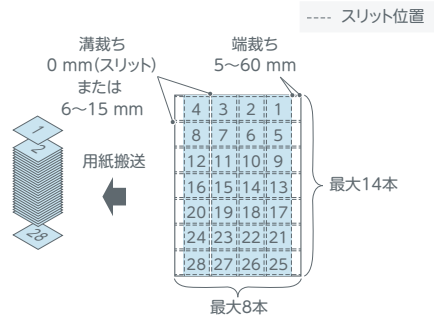 ---- スリット位置
溝裁ち
0 mm（スリット）
または
6〜15 mm
端裁ち
5〜60 mm
1
2
28
用紙搬送
4 3 2 1
8 7 6 5
12 11 10 9
16 15 14 13
20 19 18 17
24 23 22 21
28 27 26 25
最大14本
最大8本